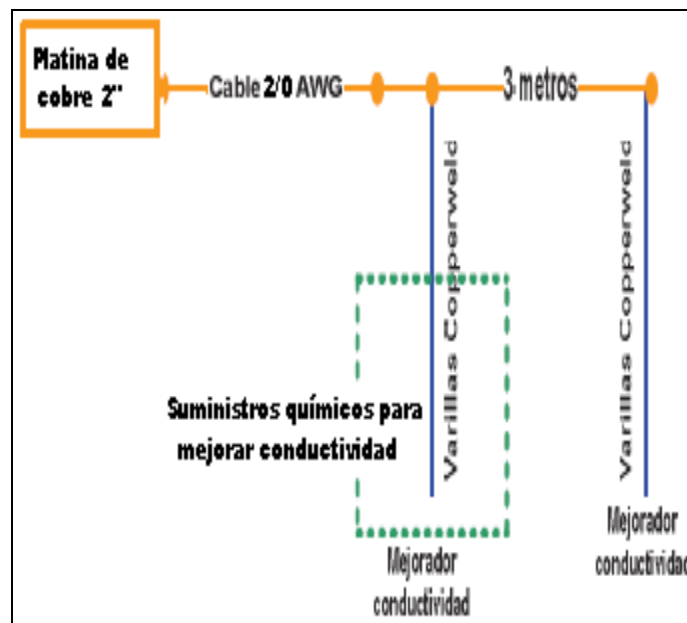 Platina de
cobre 2"
Cable 2/0 AWG
3 metros
Varillas Copperweld
Varillas Copperweld
Suministros químicos para
mejorar conductividad
Mejorador
conductividad
Mejorador
conductividad